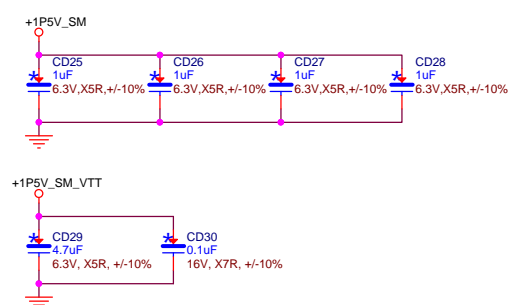 +1P5V_SM
CD25 CD26 CD27 CD28
1uF 1uF 1uF 1uF
6.3V,X5R,+/-10% 6.3V,X5R,+/-10% 6.3V,X5R,+/-10% 6.3V,X5R,+/-10%
+1P5V_SM_VTT
CD29 CD30
4.7uF 0.1uF
6.3V, X5R, +/-10% 16V, X7R, +/-10%